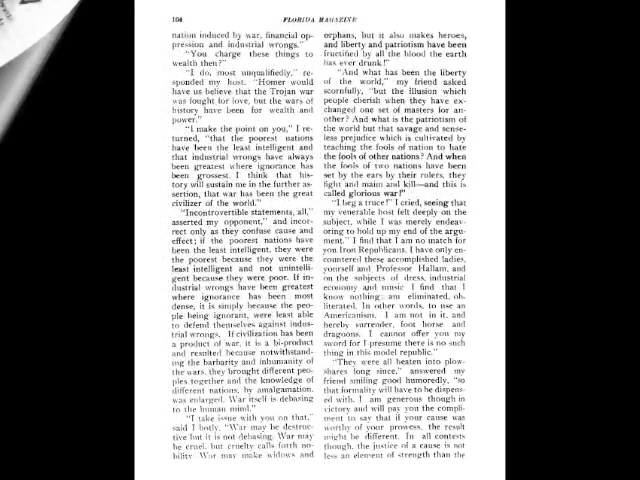 164
FLORIDA MAGAZINE
nation induced by war, financial op-
pression and industrial wrongs."
"You charge these things to
wealth then?"
"I do, most unqualifiedly," re-
sponded my host. "Homer would
have us believe that the Trojan war
was fought for love, but the wars of
history have been for wealth and
power."
"I make the point on you," I re-
turned, "that the poorest nations
have been the least intelligent and
that industrial wrongs have always
been greatest where ignorance has
been grossest. I think that his-
tory will sustain me in the further as-
sertion, that war has been the great
civilizer of the world."
"Incontrovertible statements, all,"
asserted my opponent," and incor-
rect only as they confuse cause and
effect; if the poorest nations have
been the least intelligent, they were
the poorest because they were the
least intelligent and not unintelli-
gent because they were poor. If in-
dustrial wrongs have been greatest
where ignorance has been most
dense, it is simply because the peo-
ple being ignorant, were least able
to defend themselves against indus-
trial wrongs. If civilization has been
a product of war, it is a bi-product
and resulted because notwithstand-
ing the barbarity and inhumanity of
the wars, they brought different peo-
ples together and the knowledge of
different nations, by amalgamation,
was enlarged. War itself is debasing
to the human mind."
"I take issue with you on that,"
said I hotly, "War may be destruc-
tive but it is not debasing. War may
be cruel, but cruelty calls forth no-
bility. War may make widows and
orphans, but it also makes heroes,
and liberty and patriotism have been
fructified by all the blood the earth
has ever drunk!"
"And what has been the liberty
of the world," my friend asked
scornfully, "but the illusion which
people cherish when they have ex-
changed one set of masters for an-
other? And what is the patriotism of
the world but that savage and sense-
less prejudice which is cultivated by
teaching the fools of nation to hate
the fools of other nations? And when
the fools of two nations have been
set by the ears by their rulers, they
fight and maim and kill—and this is
called glorious war!"
"I beg a truce!" I cried, seeing that
my venerable host felt deeply on the
subject, while I was merely endeav-
oring to hold up my end of the argu-
ment." I find that I am no match for
you Iron Republicans. I have only en-
countered these accomplished ladies,
yourself and Professor Hallam, and
on the subjects of dress, industrial
economy and music I find that I
know nothing; am eliminated, ob-
literated. In other words, to use an
Americanism, I am not in it, and
hereby surrender, foot horse and
dragoons. I cannot offer you my
sword for I presume there is no such
thing in this model republic."
"They were all beaten into plow-
shares long since," answered my
friend smiling good humoredly, "so
that formality will have to be dispens-
ed with. I am generous though in
victory and will pay you the compli-
ment to say that if your cause was
worthy of your prowess, the result
might be different. In all contests
though, the justice of a cause is not
less an element of strength than the